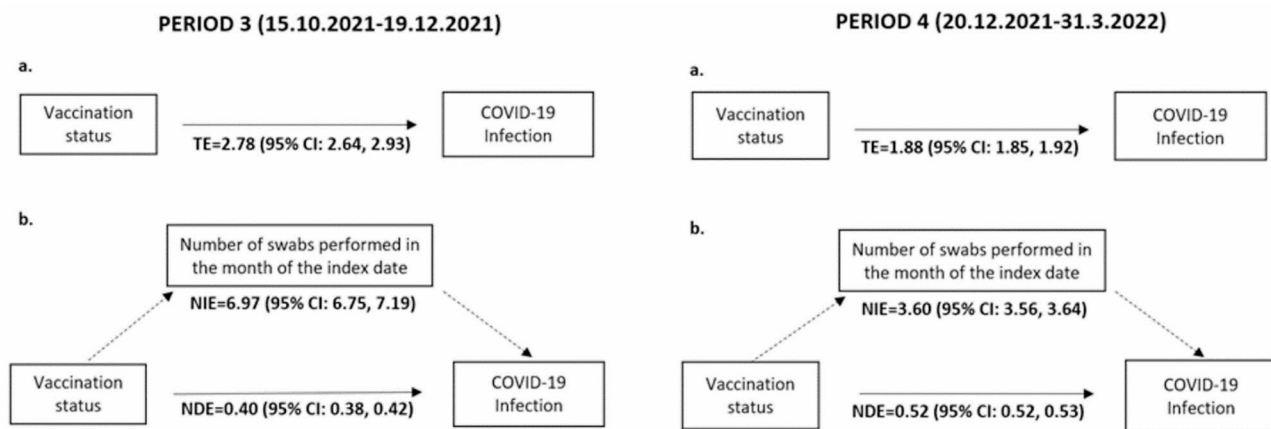 PERIOD 3 (15.10.2021-19.12.2021)
a.
Vaccination
status
TE=2.78 (95% CI: 2.64, 2.93)
COVID-19
Infection
b.
Number of swabs performed in
the month of the index date
NIE=6.97 (95% CI: 6.75, 7.19)
Vaccination
status
NDE=0.40 (95% CI: 0.38, 0.42)
COVID-19
Infection
PERIOD 4 (20.12.2021-31.3.2022)
a.
Vaccination
status
TE=1.88 (95% CI: 1.85, 1.92)
COVID-19
Infection
b.
Number of swabs performed in
the month of the index date
NIE=3.60 (95% CI: 3.56, 3.64)
Vaccination
status
NDE=0.52 (95% CI: 0.52, 0.53)
COVID-19
Infection